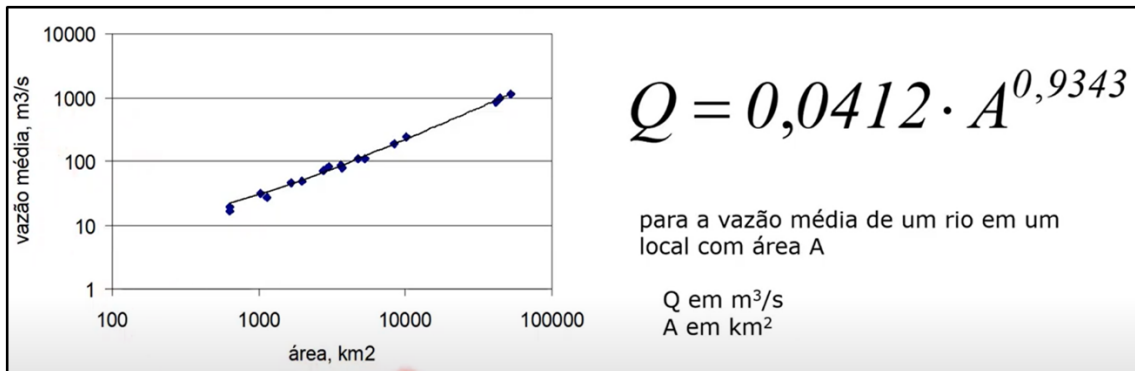 10000
1000
100
10
1
vazão média, m3/s
100 1000 10000 100000
área, km2
Q = 0,0412 · A^0,9343
para a vazão média de um rio em um
local com área A
Q em m³/s
A em km²